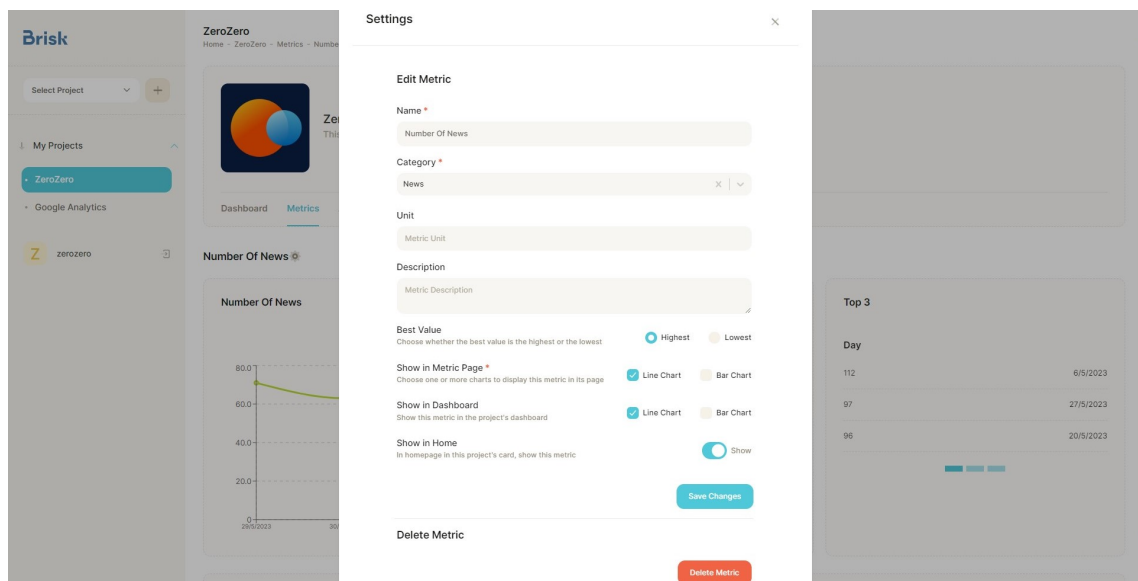 Brisk
Select Project
+
My Projects
ZeroZero
Google Analytics
Z zerozero
ZeroZero
Home - ZeroZero - Metrics - Numbe
Ze
This
Dashboard Metrics
Number Of News
Number Of News
80.0
60.0
40.0
20.0
0
29/5/2023 30/
Settings
Edit Metric
Name *
Number Of News
Category *
News
Unit
Metric Unit
Description
Metric Description
Best Value
Choose whether the best value is the highest or the lowest
Highest Lowest
Show in Metric Page *
Choose one or more charts to display this metric in its page
Line Chart Bar Chart
Show in Dashboard
Show this metric in the project's dashboard
Line Chart Bar Chart
Show in Home
In homepage in this project's card, show this metric
Show
Save Changes
Delete Metric
Delete Metric
Top 3
Day
112 6/5/2023
97 27/5/2023
96 20/5/2023